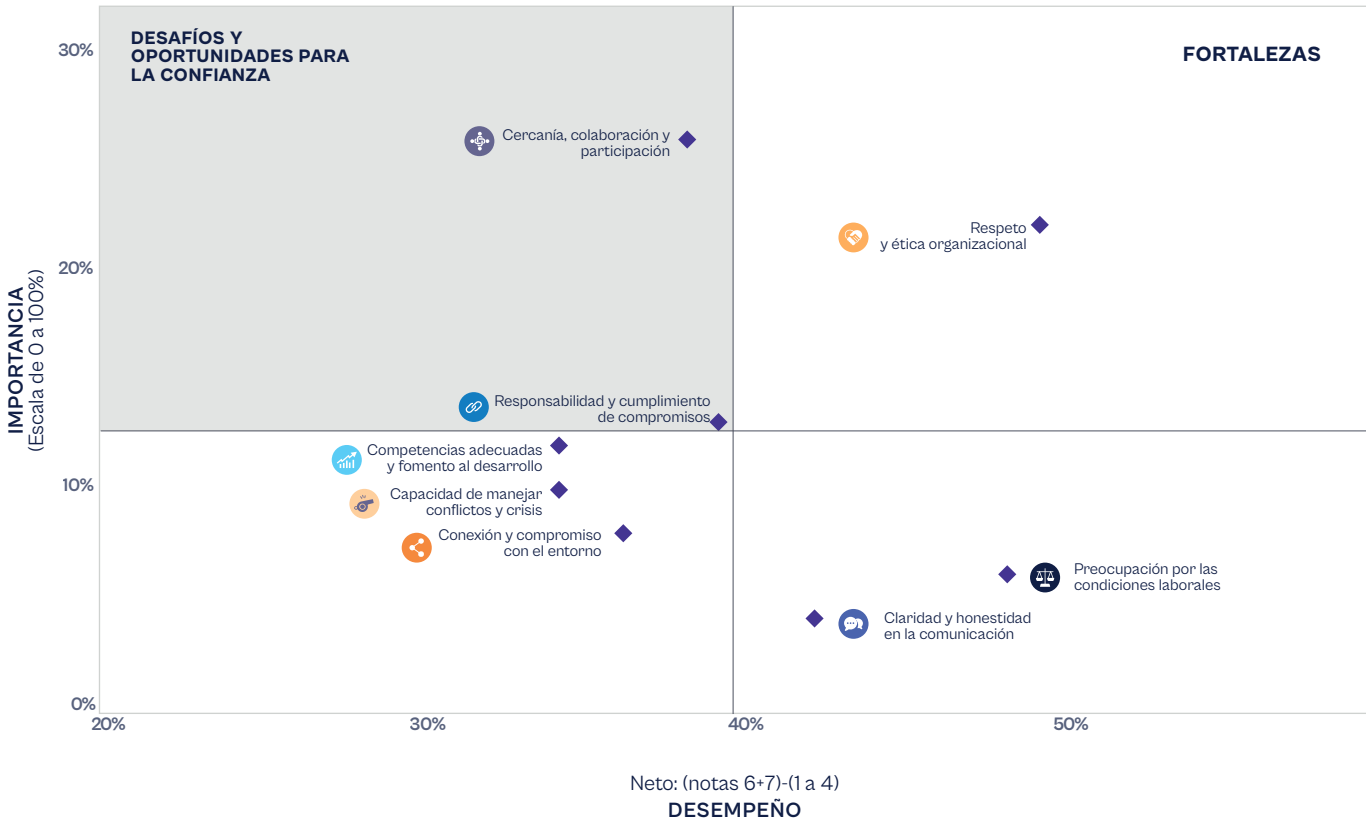 DESAFÍOS Y
OPORTUNIDADES PARA
LA CONFIANZA
FORTALEZAS
30%
20%
10%
0%
IMPORTANCIA
(Escala de 0 a 100%)
Cercanía, colaboración y
participación
Respeto
y ética organizacional
Responsabilidad y cumplimiento
de compromisos
Competencias adecuadas
y fomento al desarrollo
Capacidad de manejar
conflictos y crisis
Conexión y compromiso
con el entorno
Preocupación por las
condiciones laborales
Claridad y honestidad
en la comunicación
20%
30%
40%
50%
Neto: (notas 6+7)-(1 a 4)
DESEMPEÑO